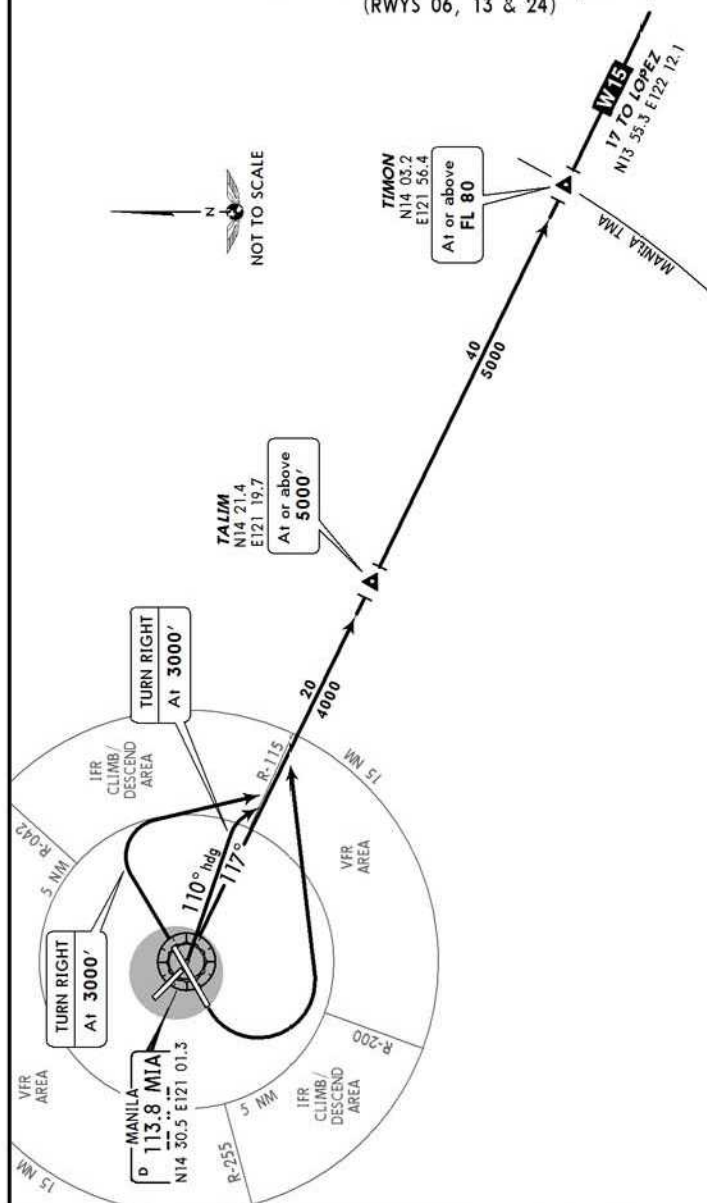 (RWYS 06, 13 & 24)
W15
17 TO LOPEZ
N13 55.3 E122 12.1
N
NOT TO SCALE
TIMON
N14 03.2
E121 56.4
At or above
FL 80
MANILA TMA
40
5000
TALIM
N14 21.4
E121 19.7
At or above
5000'
TURN RIGHT
At 3000'
IFR
CLIMB/
DESCEND
AREA
20
4000
R-115
15 NM
R-042
5 NM
110° hdg
117°
VFR
AREA
TURN RIGHT
At 3000'
MANILA
D 113.8 MIA
N14 30.5 E121 01.3
VFR
AREA
R-200
IFR
CLIMB/
DESCEND
AREA
5 NM
R-255
15 NM